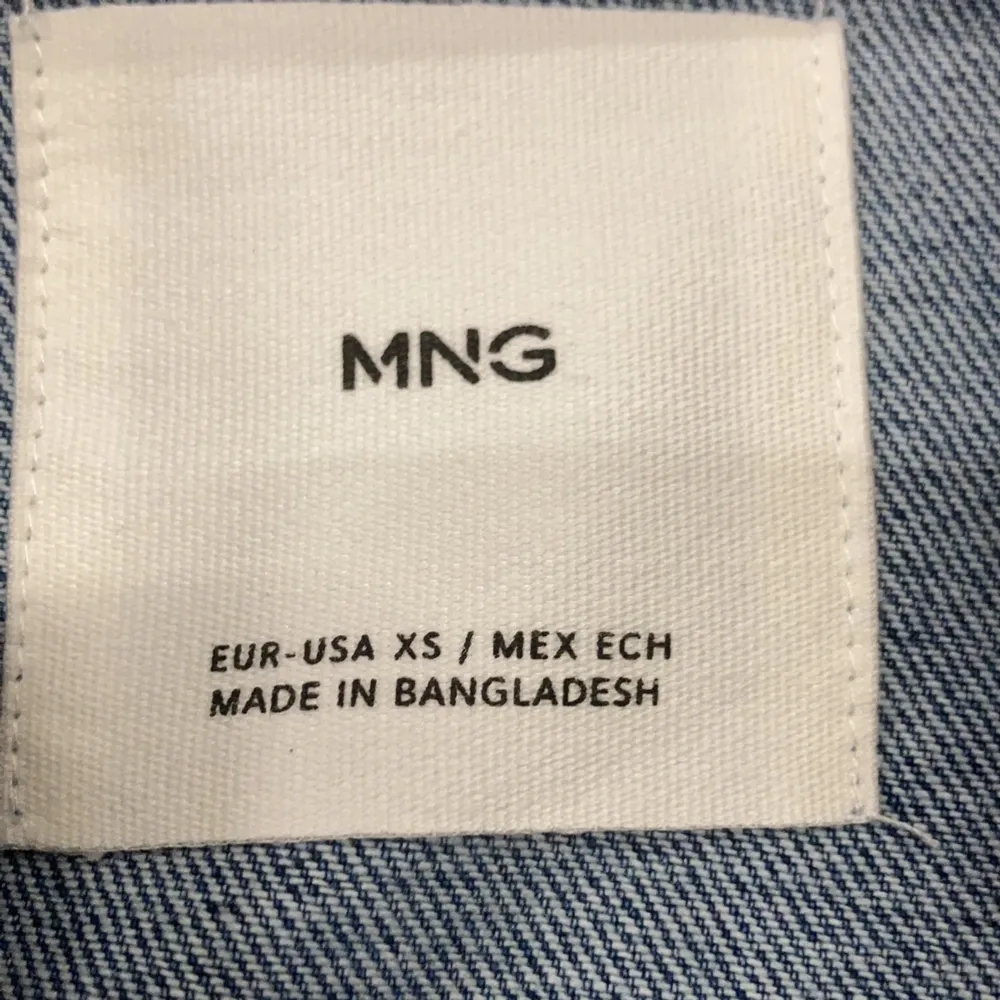 MNG
EUR-USA XS / MEX ECH
MADE IN BANGLADESH